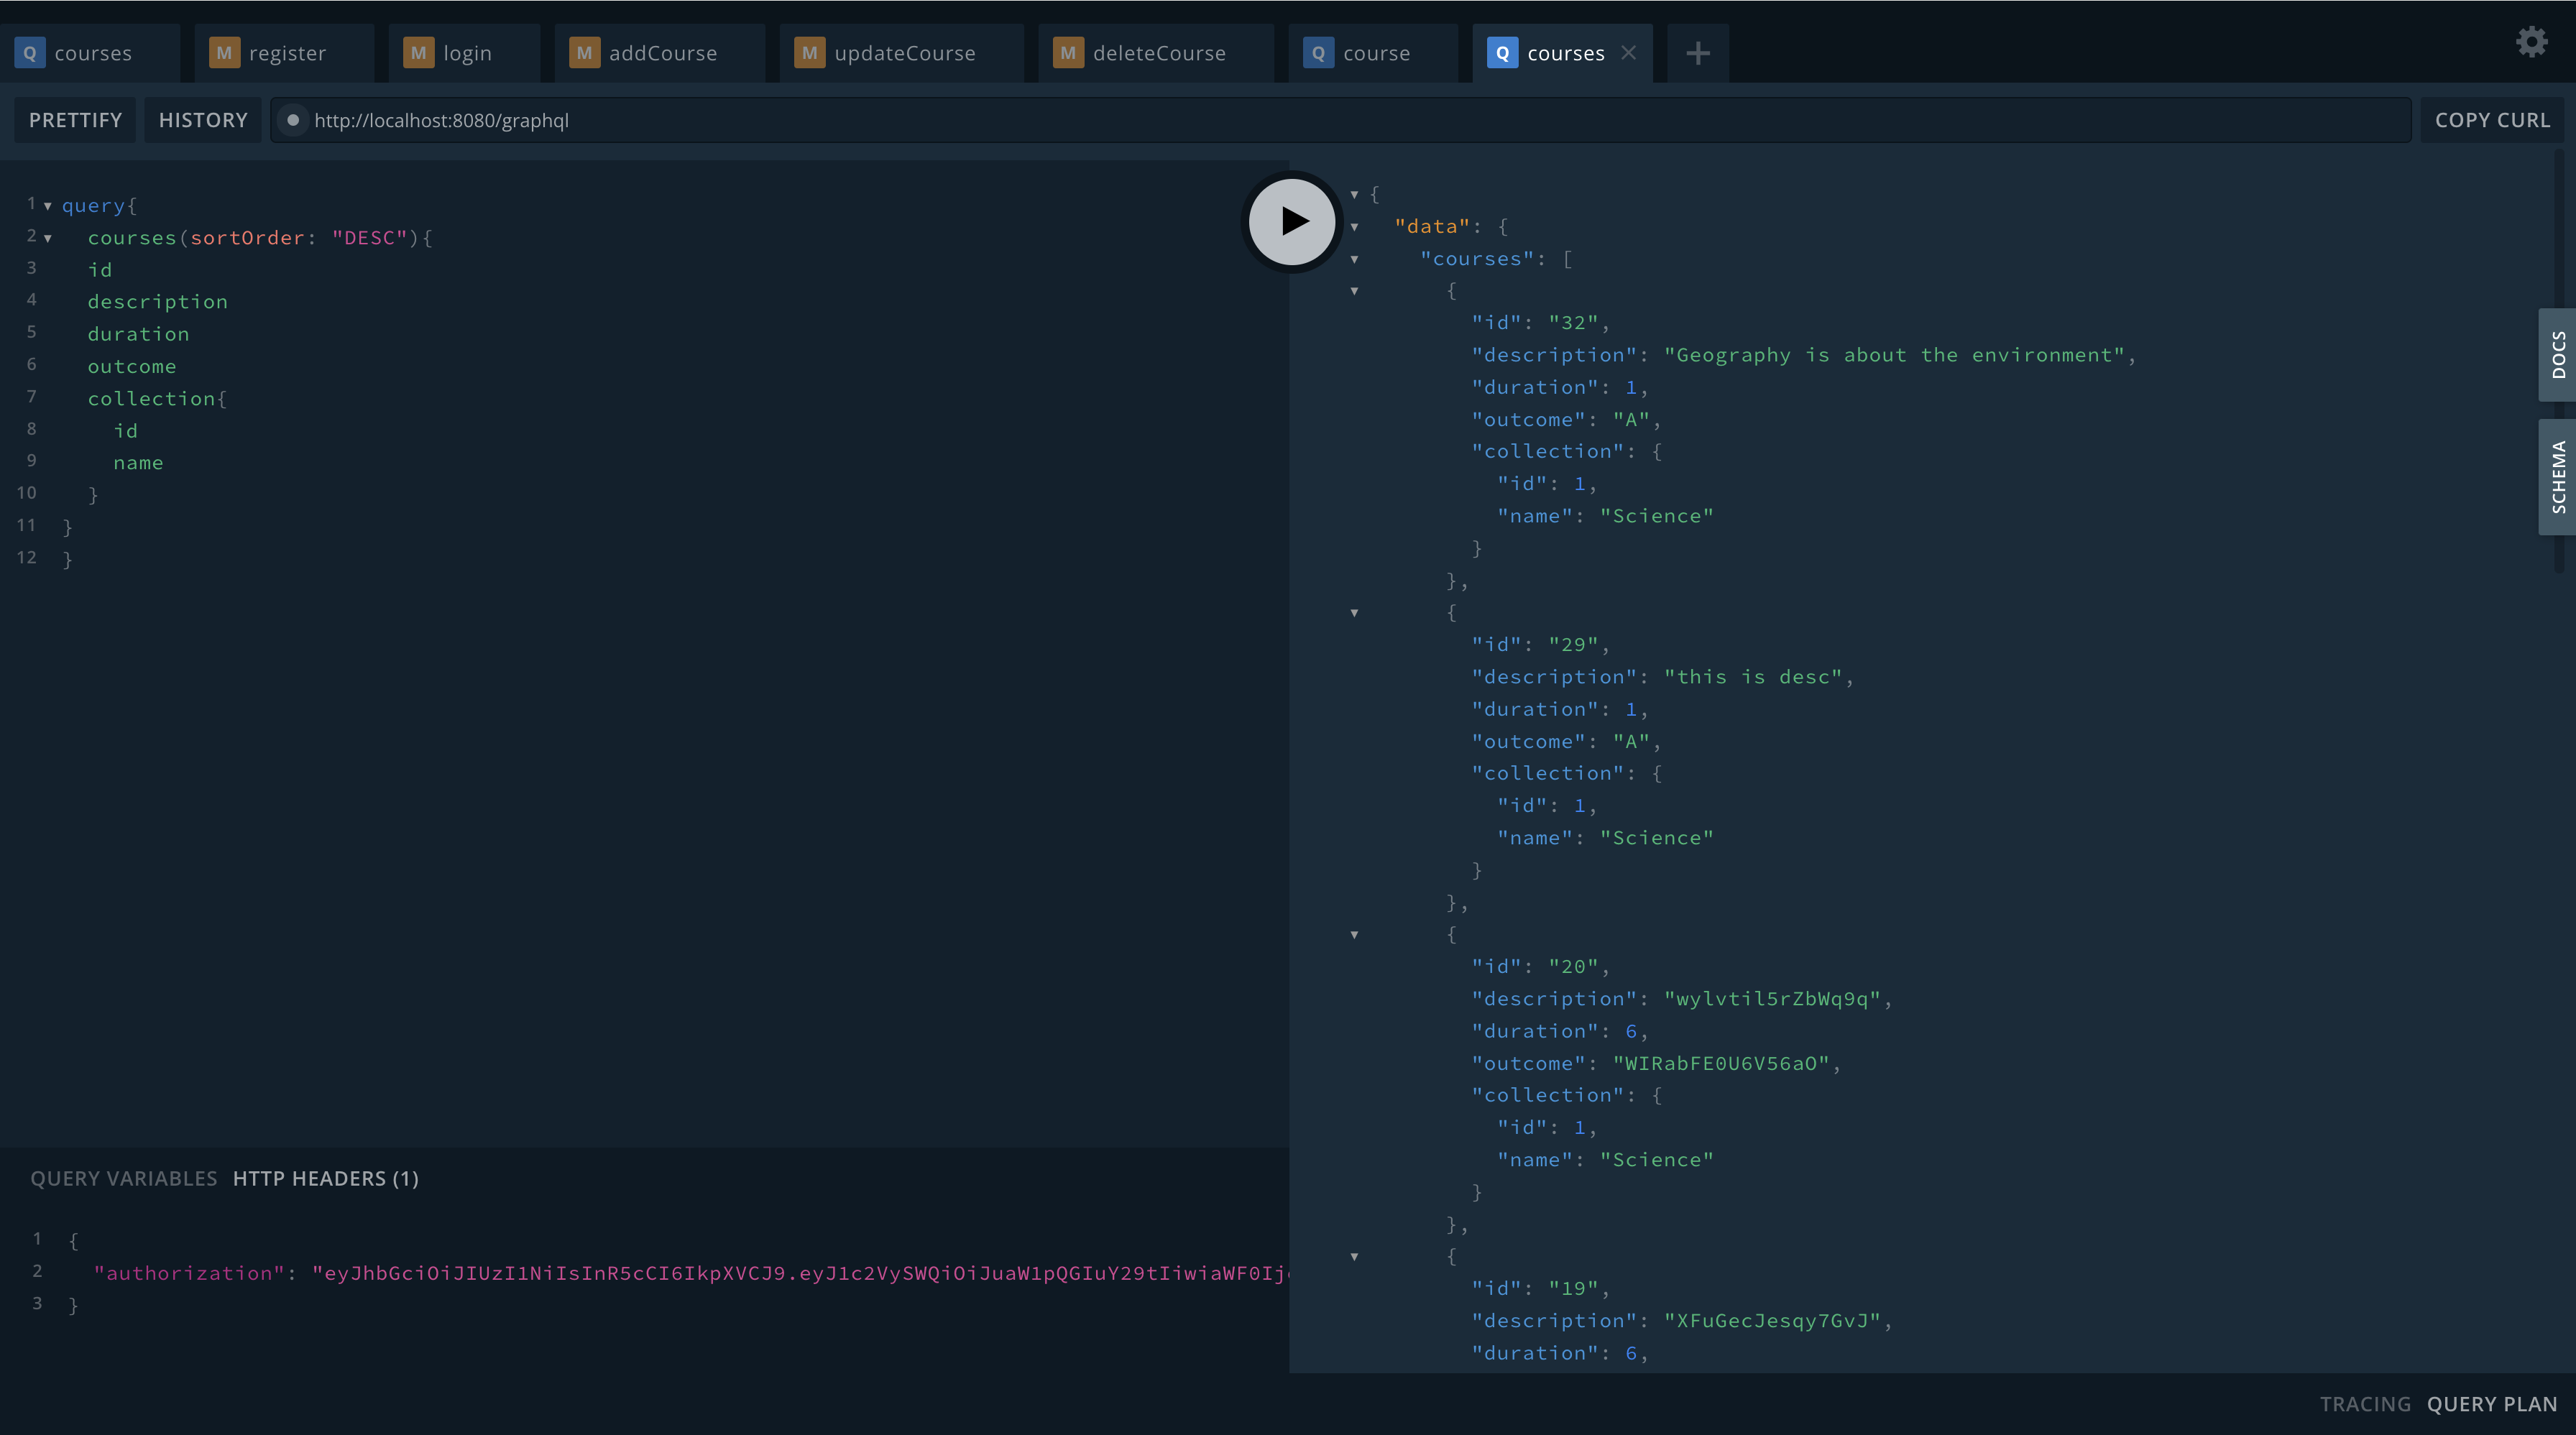 Q courses M register M login M addCourse M updateCourse M deleteCourse Q course Q courses
PRETTIFY HISTORY http://localhost:8080/graphql COPY CURL
1 query{
2 courses(sortOrder: "DESC"){
3 id
4 description
5 duration
6 outcome
7 collection{
8 id
9 name
10 }
11 }
12 }
QUERY VARIABLES HTTP HEADERS (1)
1 {
2 "authorization": "eyJhbGciOiJIUzI1NiIsInR5cCI6IkpXVCJ9.eyJ1c2VySWQiOiJuaW1pQGIuY29tIiwiaWF0Ij
3 }
{
"data": {
"courses": [
{
"id": "32",
"description": "Geography is about the environment",
"duration": 1,
"outcome": "A",
"collection": {
"id": 1,
"name": "Science"
}
},
{
"id": "29",
"description": "this is desc",
"duration": 1,
"outcome": "A",
"collection": {
"id": 1,
"name": "Science"
}
},
{
"id": "20",
"description": "wylvtil5rZbWq9q",
"duration": 6,
"outcome": "WIRabFE0U6V56aO",
"collection": {
"id": 1,
"name": "Science"
}
},
{
"id": "19",
"description": "XFuGecJesqy7GvJ",
"duration": 6,
DOCS
SCHEMA
TRACING QUERY PLAN